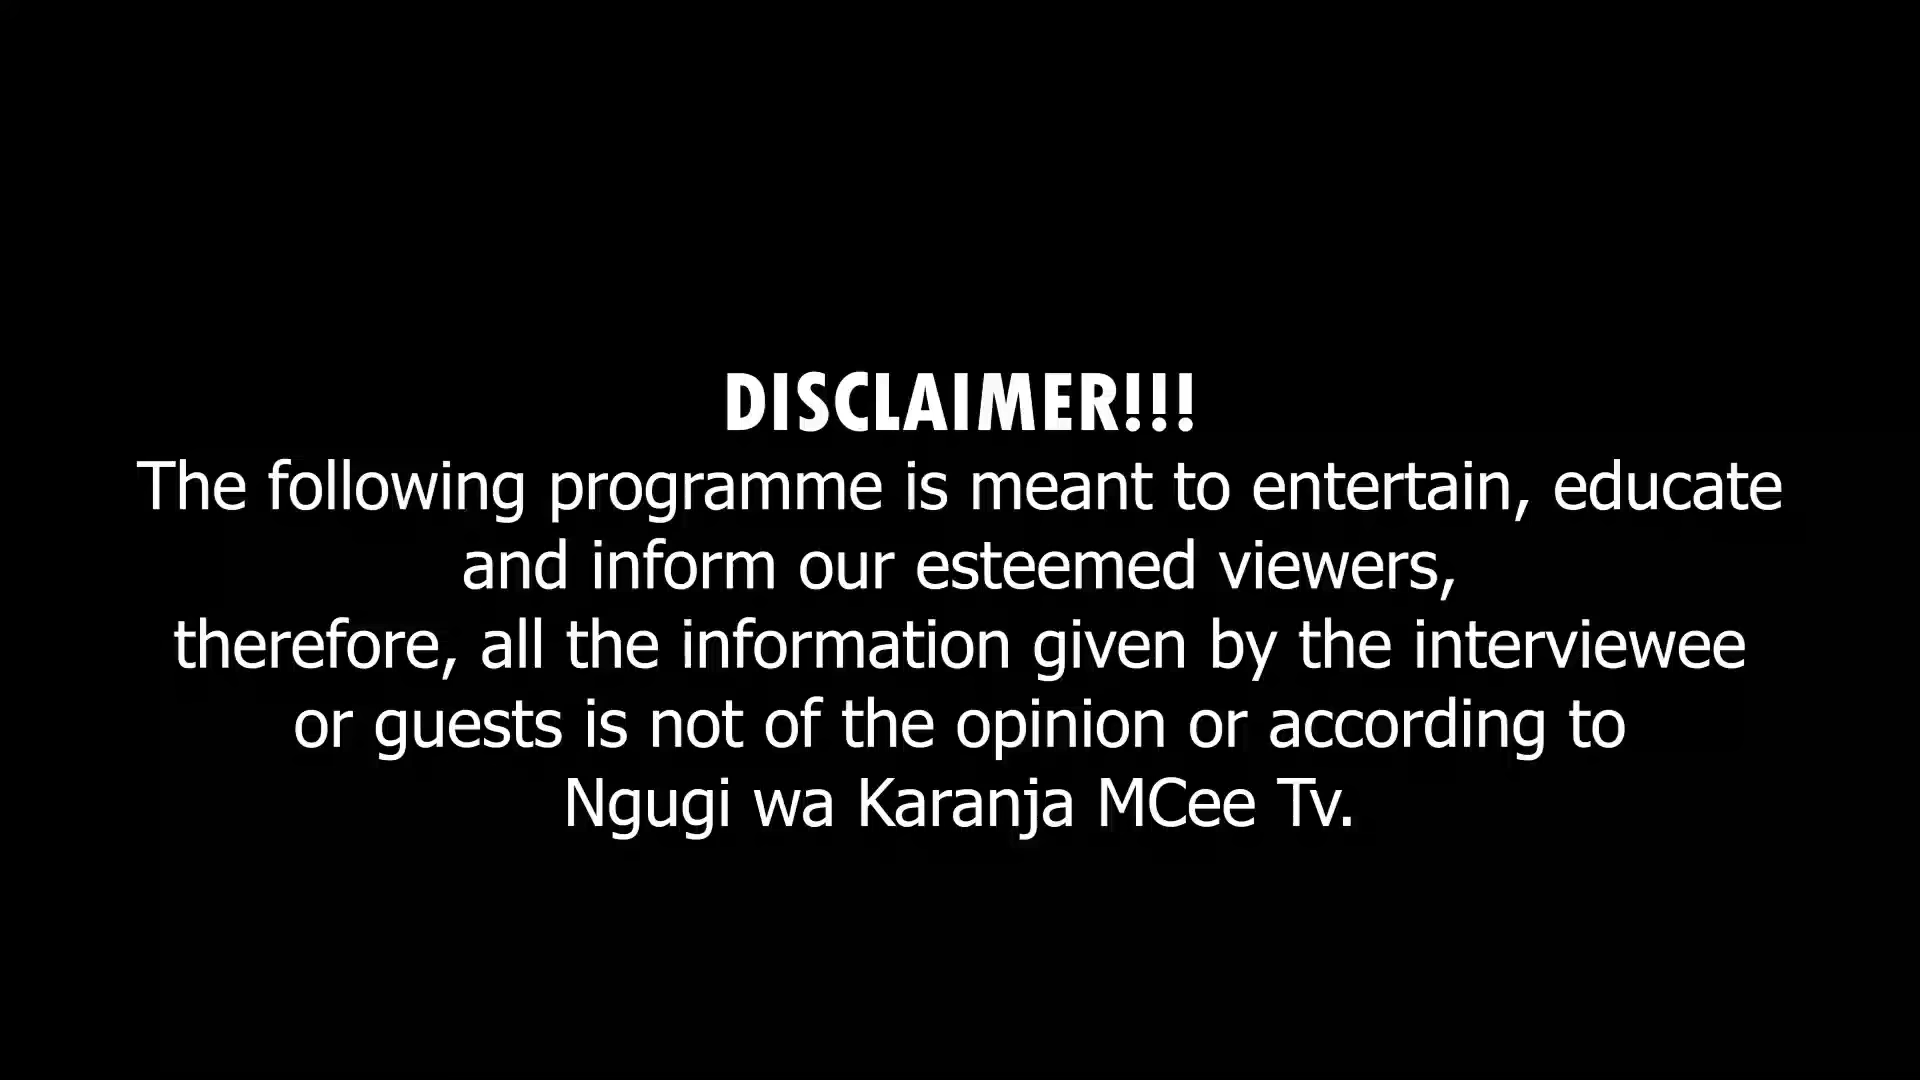 DISCLAIMER!!!
The following programme is meant to entertain, educate
and inform our esteemed viewers,
therefore, all the information given by the interviewee
or guests is not of the opinion or according to
Ngugi wa Karanja MCee Tv.